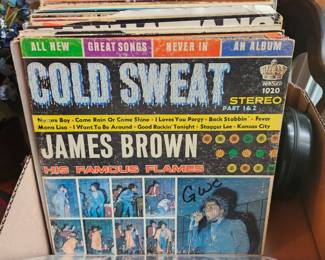 ALL NEW GREAT SONGS NEVER IN AN ALBUM
COLD SWEAT
KING
1020
STEREO
PART 1 & 2
Nature Boy - Come Rain Or Come Shine - I Loves You Porgy - Back Stabbin' - Fever
Mona Lisa - I Want To Be Around - Good Rockin' Tonight - Stagger Lee - Kansas City
JAMES BROWN
HIS FAMOUS FLAMES
GWC